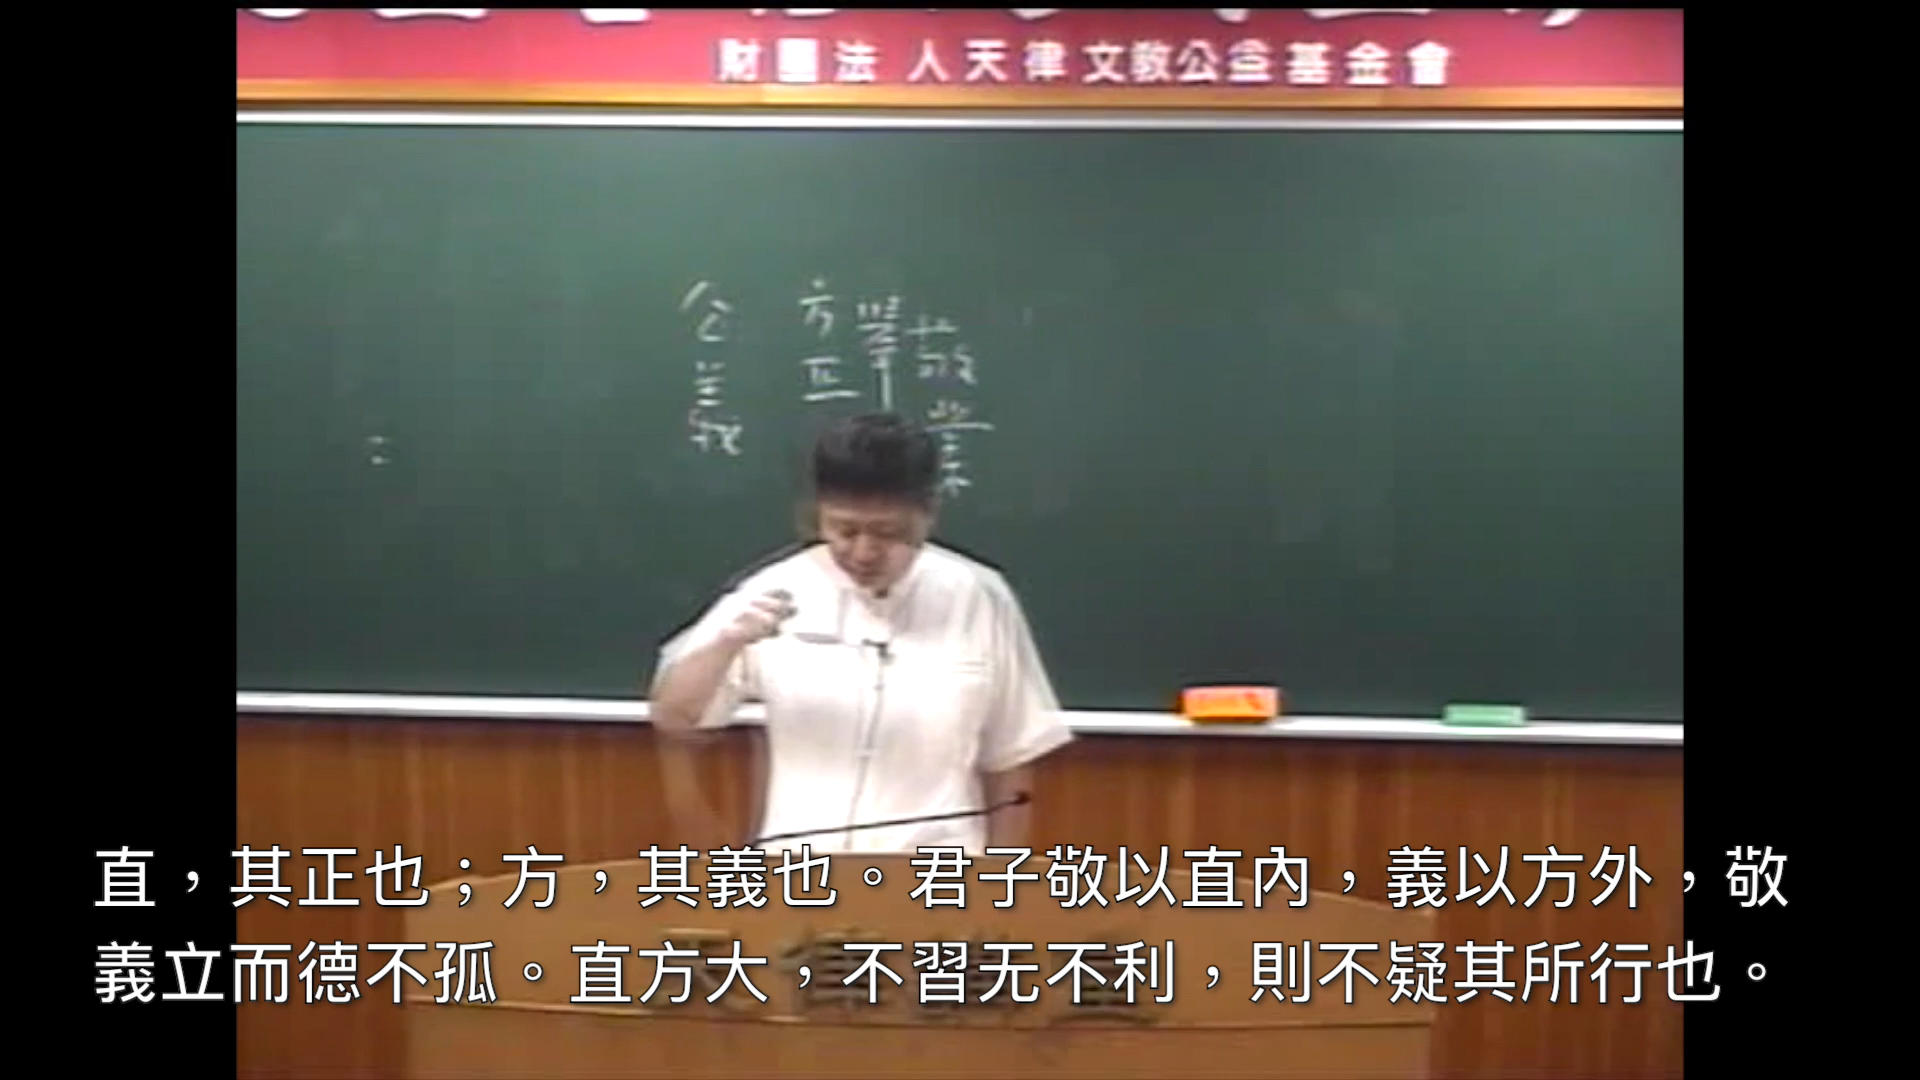 財團法人天律文教公益基金會
敬業
方正
公義
直，其正也；方，其義也。君子敬以直內，義以方外，敬
義立而德不孤。直方大，不習无不利，則不疑其所行也。